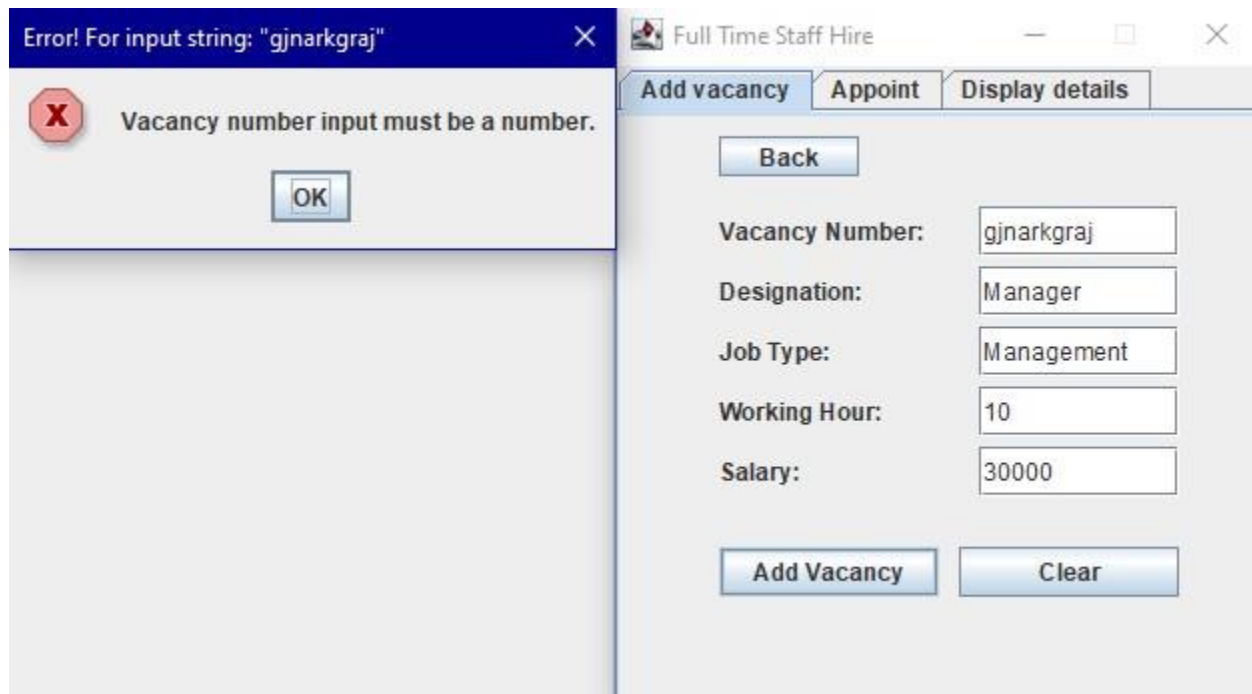 Error! For input string: "gjnarkgraj"
Vacancy number input must be a number.
OK
Full Time Staff Hire
Add vacancy Appoint Display details
Back
Vacancy Number: gjnarkgraj
Designation: Manager
Job Type: Management
Working Hour: 10
Salary: 30000
Add Vacancy Clear